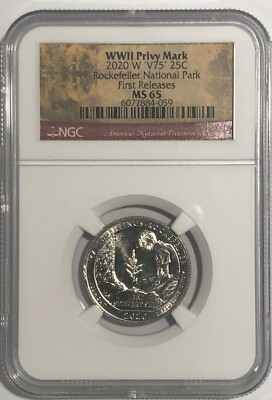 WWII Privy Mark
2020 W 'V75' 25C
Rockefeller National Park
First Releases
MS 65
6077884-059
NGC
America's National Treasures
2020